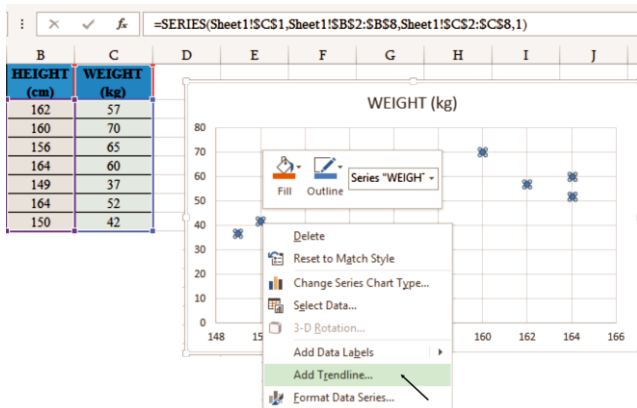 fx =SERIES(Sheet1!$C$1,Sheet1!$B$2:$B$8,Sheet1!$C$2:$C$8,1)
B C D E F G H I J
HEIGHT (cm) WEIGHT (kg)
162 57
160 70
156 65
164 60
149 37
164 52
150 42
WEIGHT (kg)
80
70
60
50
40
30
20
10
0
148 15 160 162 164 166
Fill Outline Series "WEIGH"
Delete
Reset to Match Style
Change Series Chart Type...
Select Data...
3-D Rotation...
Add Data Labels
Add Trendline...
Format Data Series...